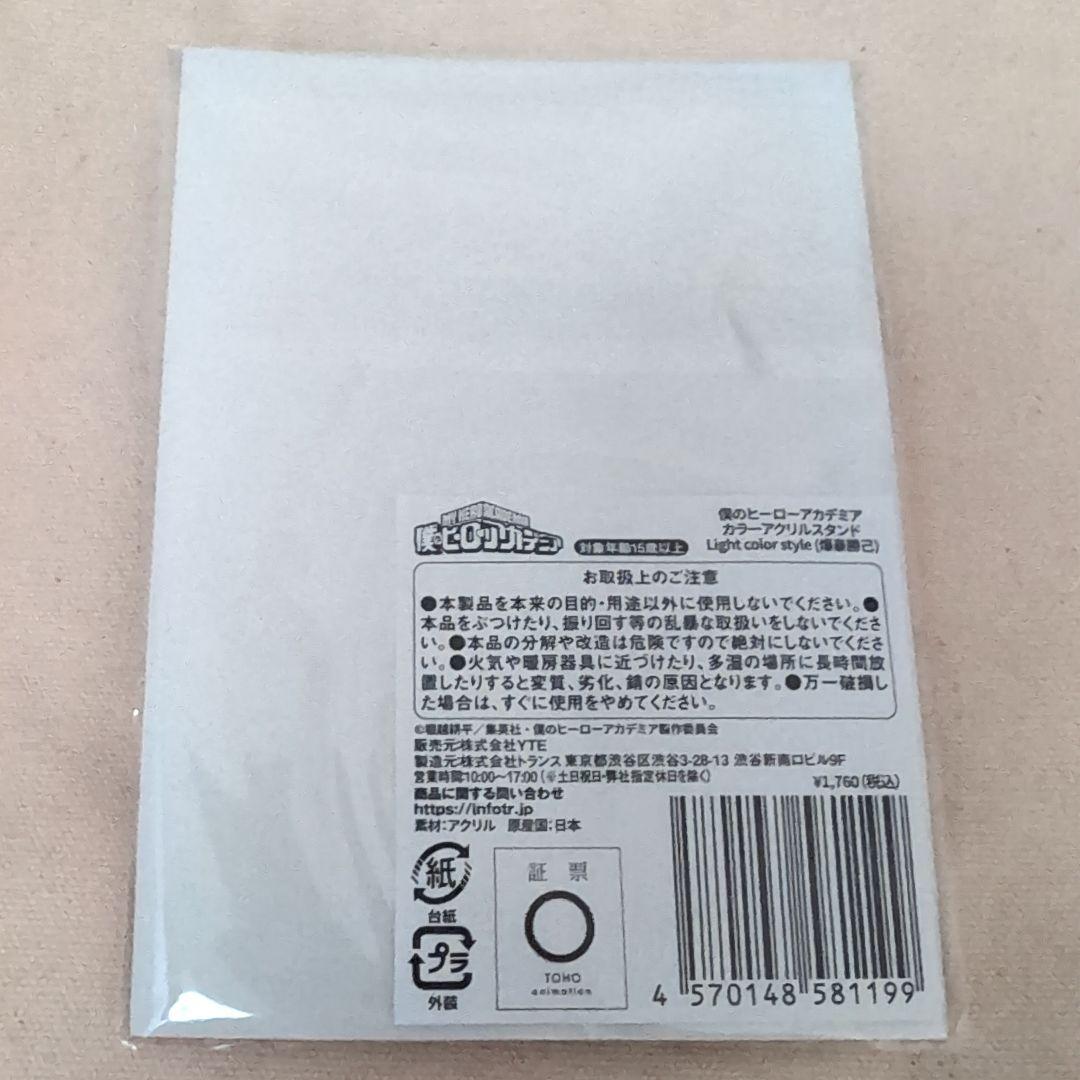 MY HERO ACADEMIA
僕のヒーローアカデミア
対象年齢15歳以上
僕のヒーローアカデミア
カラーアクリルスタンド
Light color style (爆豪勝己)
お取扱上のご注意
●本製品を本来の目的・用途以外に使用しないでください。●
本品をぶつけたり、振り回す等の乱暴な取扱いをしないでくださ
い。●本品の分解や改造は危険ですので絶対にしないでくださ
い。●火気や暖房器具に近づけたり、多湿の場所に長時間放
置したりすると変質、劣化、錆の原因となります。●万一破損し
た場合は、すぐに使用をやめてください。
©堀越耕平／集英社・僕のヒーローアカデミア製作委員会
販売元:株式会社YTE
製造元:株式会社トランス 東京都渋谷区渋谷3-28-13 渋谷新南口ビル9F
営業時間:10:00~17:00 (※土日祝日・弊社指定休日を除く)
¥1,760 (税込)
商品に関する問い合わせ
https://infotr.jp
素材:アクリル 原産国:日本
紙
台紙
プラ
外装
証票
TOHO
animation
4 570148 581199